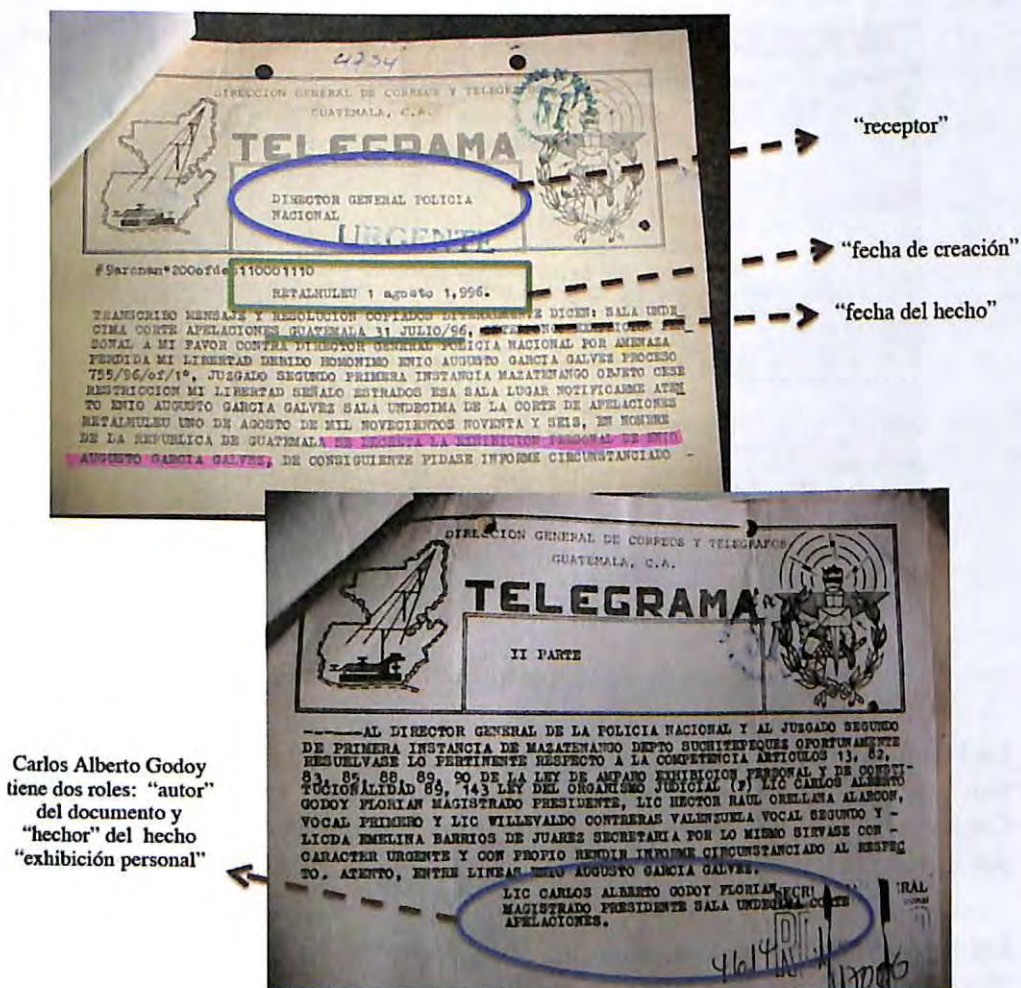 4734
DIRECCION GENERAL DE CORREOS Y TELEGRAFOS
GUATEMALA, C.A.
TELEGRAMA
DIRECTOR GENERAL POLICIA
NACIONAL
URGENTE
RETALHULEU 1 agosto 1,996.
TRANSCRIBO MENSAJE Y RESOLUCION COPIADOS LITERALMENTE DICEN: SALA UNDE
CIMA CORTE APELACIONES GUATEMALA 31 JULIO/96, EXHIBICION PER
SONAL A MI FAVOR CONTRA DIRECTOR GENERAL POLICIA NACIONAL POR AMENAZA
PERDIDA MI LIBERTAD DEBIDO HOMONIMO ENIO AUGUSTO GARCIA GALVEZ PROCESO
755/96/of/1º, JUZGADO SEGUNDO PRIMERA INSTANCIA MAZATENANGO OBJETO CESE
RESTRICCION MI LIBERTAD SEÑALO ESTRADOS ESA SALA LUGAR NOTIFICARME ATEN
TO ENIO AUGUSTO GARCIA GALVEZ SALA UNDECIMA DE LA CORTE DE APELACIONES
RETALHULEU UNO DE AGOSTO DE MIL NOVECIENTOS NOVENTA Y SEIS, EN NOMBRE
DE LA REPUBLICA DE GUATEMALA SE DECRETA LA EXHIBICION PERSONAL DE ENIO
AUGUSTO GARCIA GALVEZ, DE CONSIGUIENTE PIDASE INFORME CIRCUNSTANCIADO -
"receptor"
"fecha de creación"
"fecha del hecho"
DIRECCION GENERAL DE CORREOS Y TELEGRAFOS
GUATEMALA, C.A.
TELEGRAMA
II PARTE
-------AL DIRECTOR GENERAL DE LA POLICIA NACIONAL Y AL JUZGADO SEGUNDO
DE PRIMERA INSTANCIA DE MAZATENANGO DEPTO SUCHITEPEQUEZ OPORTUNAMENTE
RESUELVASE LO PERTINENTE RESPECTO A LA COMPETENCIA ARTICULOS 13, 82,
83, 85, 88, 89, 90 DE LA LEY DE AMPARO EXHIBICION PERSONAL Y DE CONSTI-
TUCIONALIDAD 89, 143 LEY DEL ORGANISMO JUDICIAL (F) LIC CARLOS ALBERTO
GODOY FLORIAN MAGISTRADO PRESIDENTE, LIC HECTOR RAUL ORELLANA ALARCON,
VOCAL PRIMERO Y LIC WILLEVALDO CONTRERAS VALENZUELA VOCAL SEGUNDO Y -
LICDA EMELINA BARRIOS DE JUAREZ SECRETARIA POR LO MISMO SIRVASE CON -
CARACTER URGENTE Y CON PROPIO RENDIR INFORME CIRCUNSTANCIADO AL RESPEC
TO. ATENTO, ENTRE LINEAS ENIO AUGUSTO GARCIA GALVEZ.
LIC CARLOS ALBERTO GODOY FLORIAN
MAGISTRADO PRESIDENTE SALA UNDECIMA CORTE
APELACIONES.
Carlos Alberto Godoy
tiene dos roles: "autor"
del documento y
"hechor" del hecho
"exhibición personal"